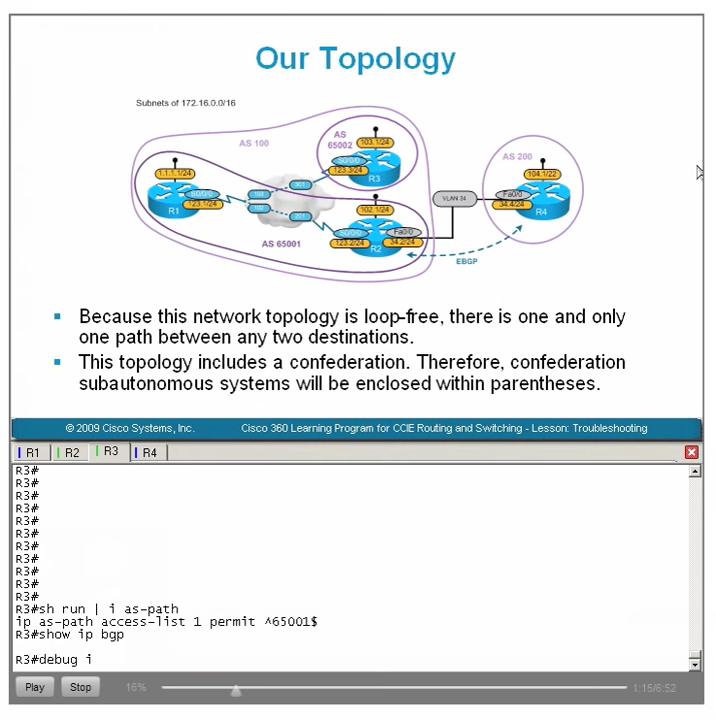 Our Topology
Subnets of 172.16.0.0/16
AS 100
AS
65002
103.1/24
S0/0/0
123.3/24
R3
AS 200
104.1/22
Fa0/0
34.4/24
R4
1.1.1.1/24
S0/0/0
123.1/24
R1
301
201
VLAN 34
102.1/24
S0/0/0
123.2/24
R2
Fa0/0
34.2/24
AS 65001
EBGP
Because this network topology is loop-free, there is one and only
one path between any two destinations.
This topology includes a confederation. Therefore, confederation
subautonomous systems will be enclosed within parentheses.
© 2009 Cisco Systems, Inc.
Cisco 360 Learning Program for CCIE Routing and Switching - Lesson: Troubleshooting
R1 R2 R3 R4
R3#
R3#
R3#
R3#
R3#
R3#
R3#
R3#
R3#
R3#
R3#
R3#sh run | i as-path
ip as-path access-list 1 permit ^65001$
R3#show ip bgp
R3#debug i
Play Stop 16% 1:15/6:52